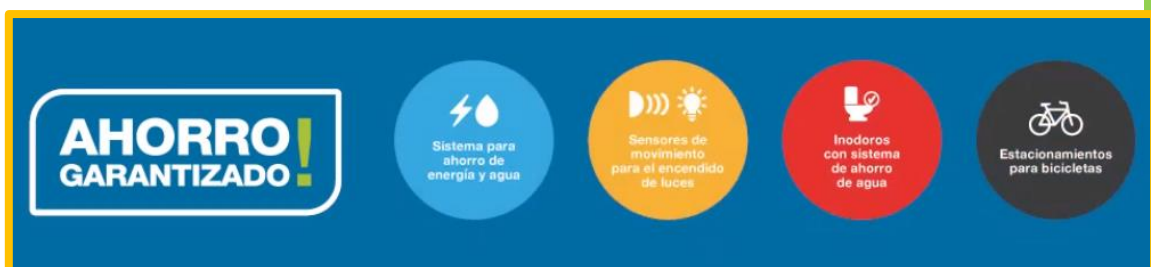 AHORRO!
GARANTIZADO
Sistema para
ahorro de
energía y agua
Sensores de
movimiento
para el encendido
de luces
Inodoros
con sistema
de ahorro
de agua
Estacionamientos
para bicicletas